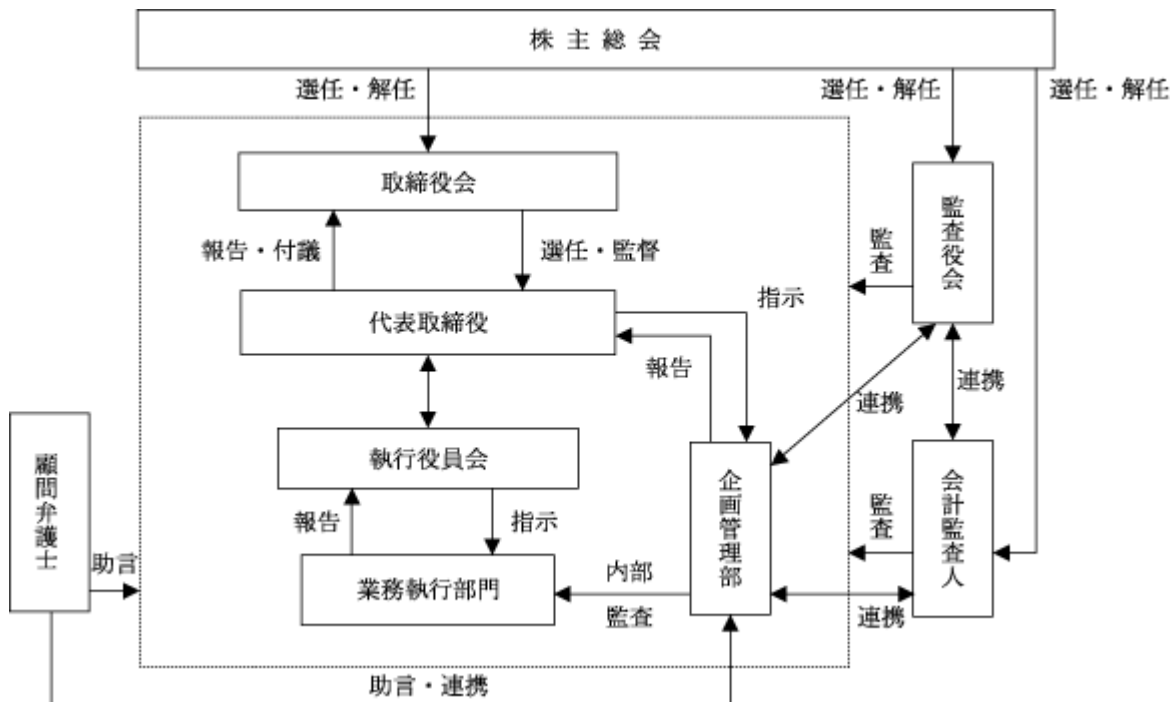 株主総会
選任・解任
選任・解任
選任・解任
取締役会
監査役会
監査
報告・付議
選任・監督
指示
代表取締役
報告
連携
連携
顧問弁護士
執行役員会
企画管理部
会計監査人
監査
報告
指示
助言
業務執行部門
内部
監査
連携
助言・連携